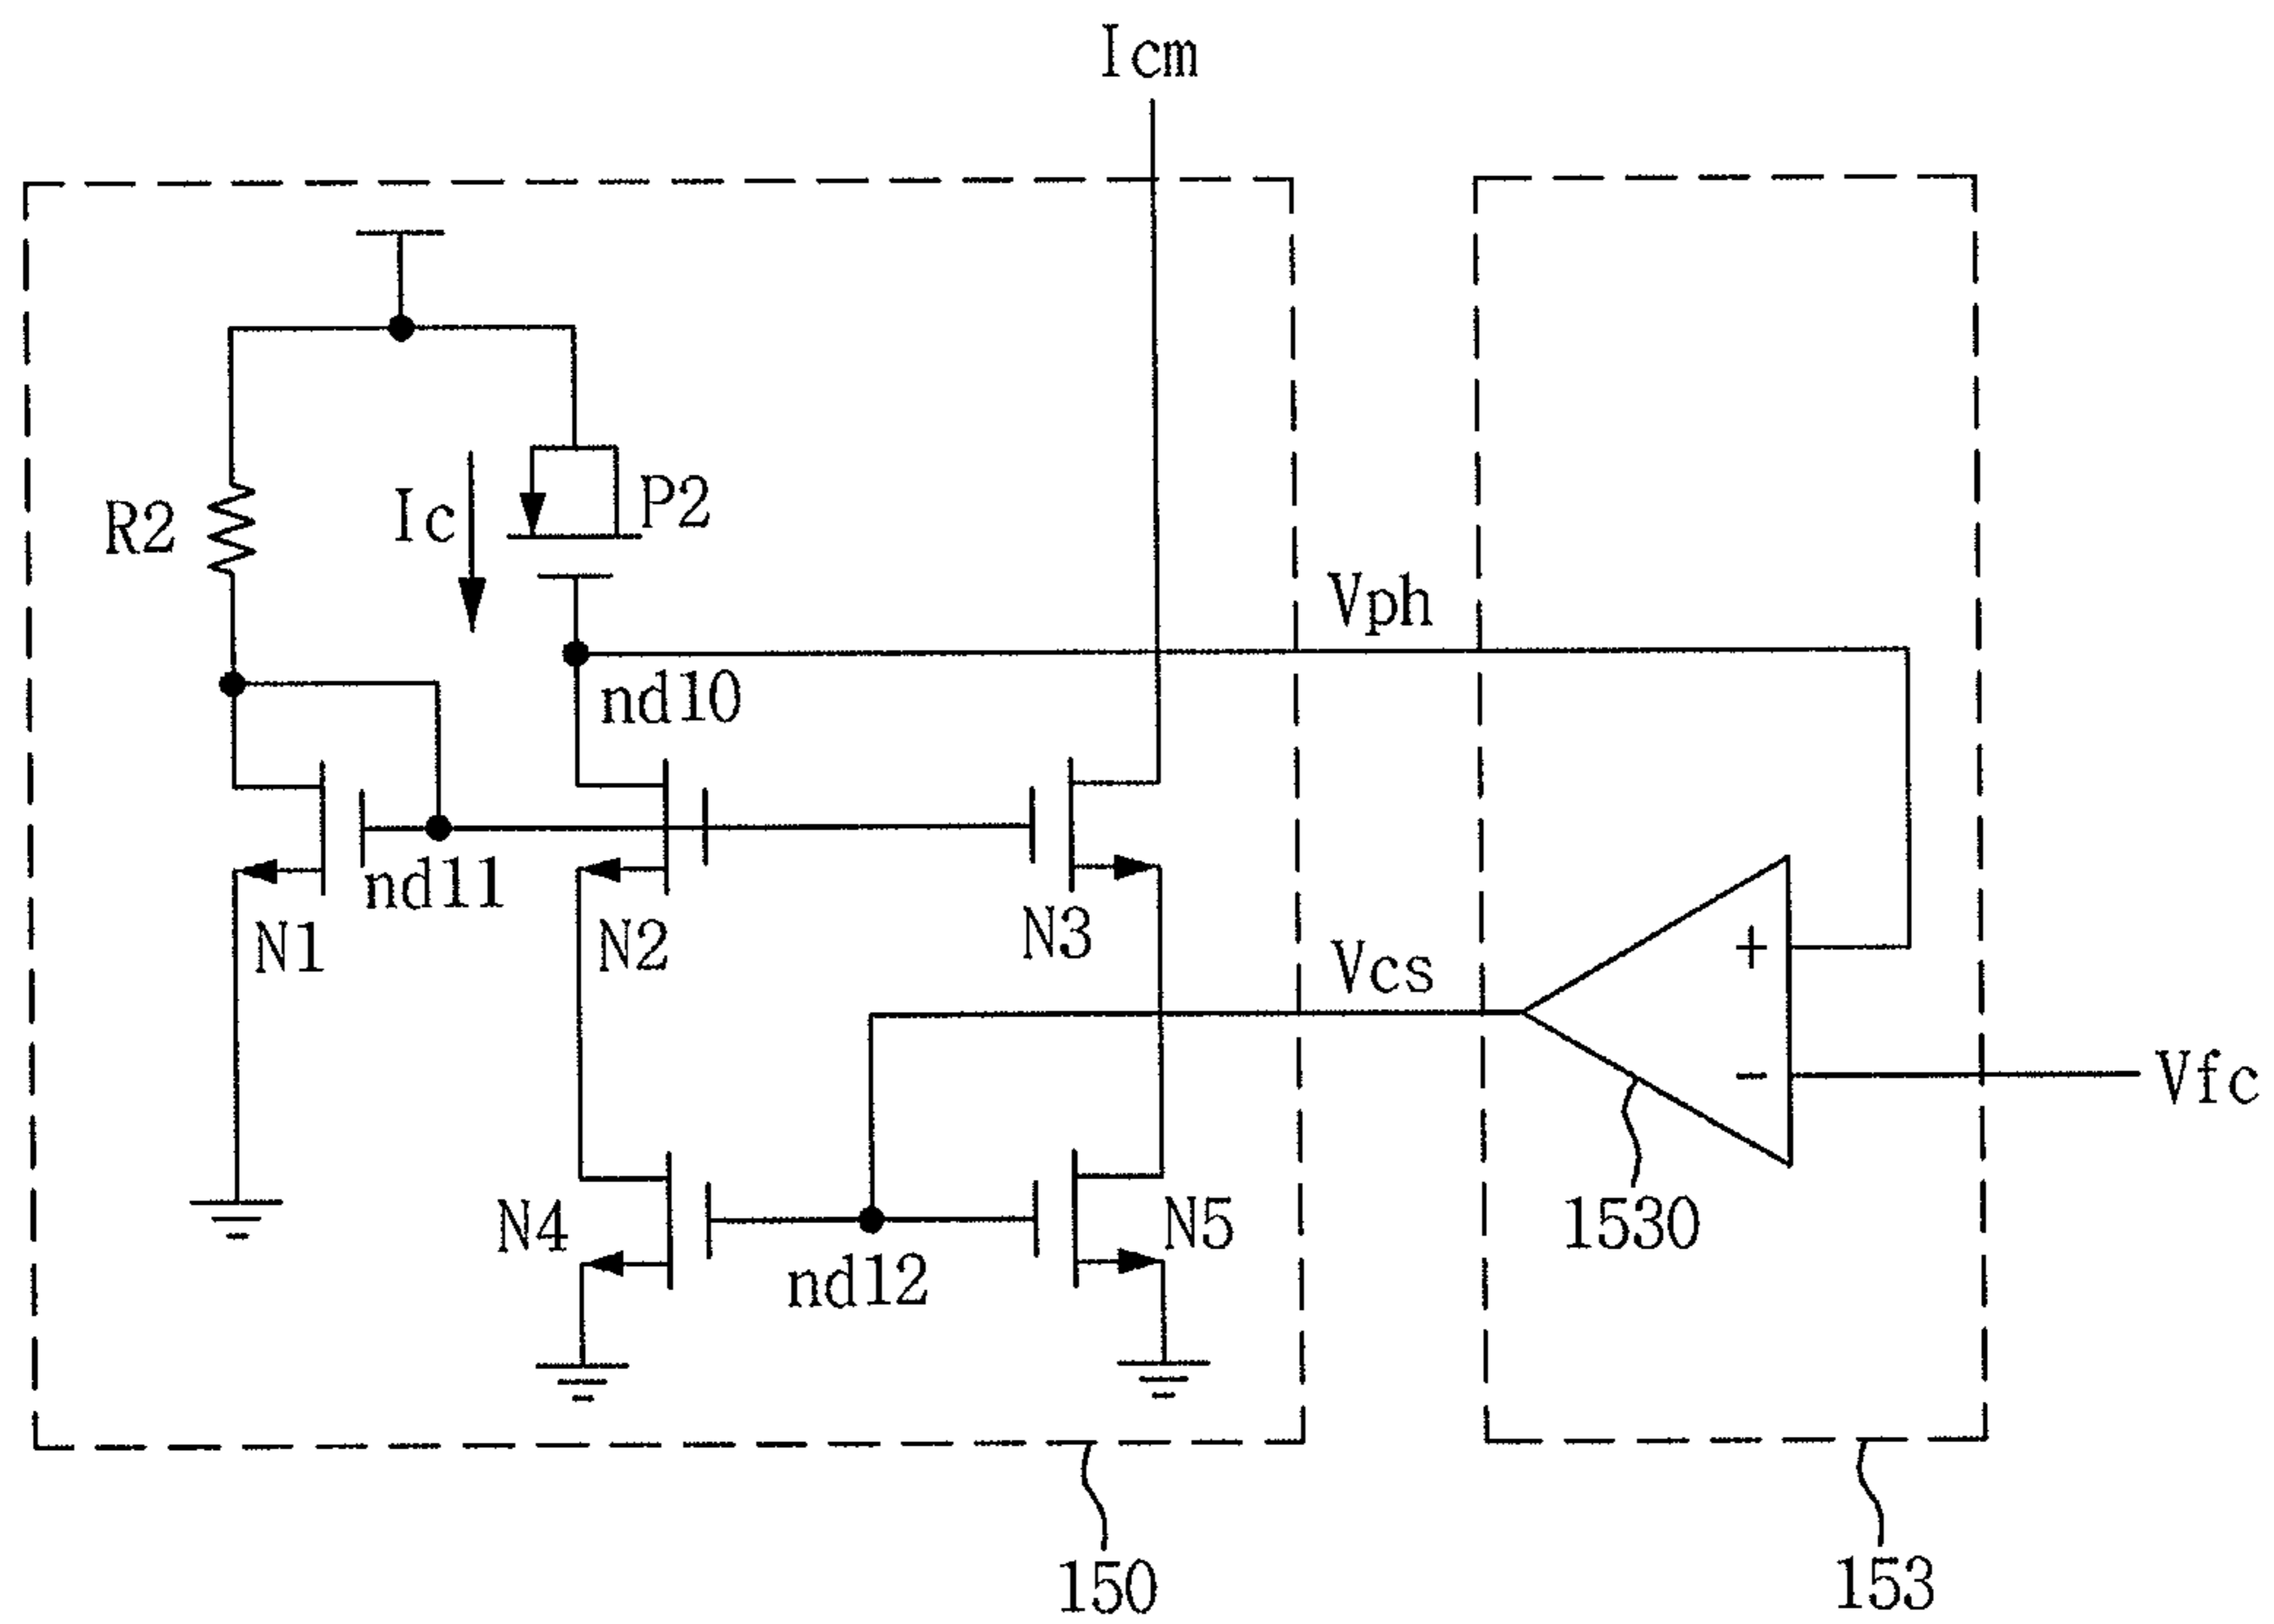 Icm
R2
Ic
P2
Vph
nd10
nd11
N1
N2
N3
Vcs
+
-
Vfc
N4
nd12
N5
1530
150
153